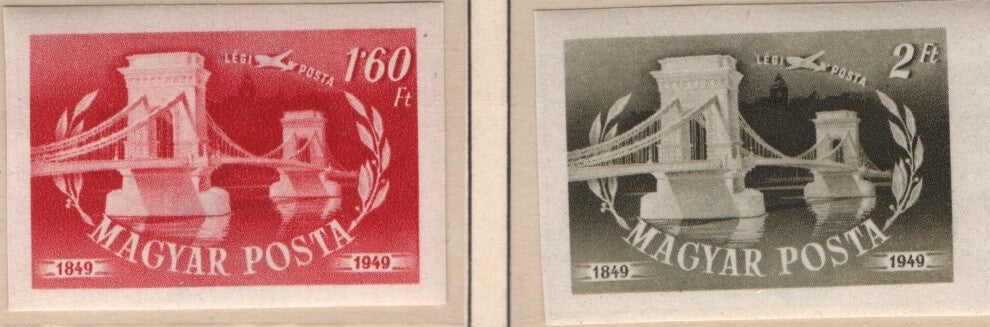 LÉGI POSTA
1'60
Ft
MAGYAR POSTA
1849 1949
LÉGI POSTA
2 Ft
MAGYAR POSTA
1849 1949